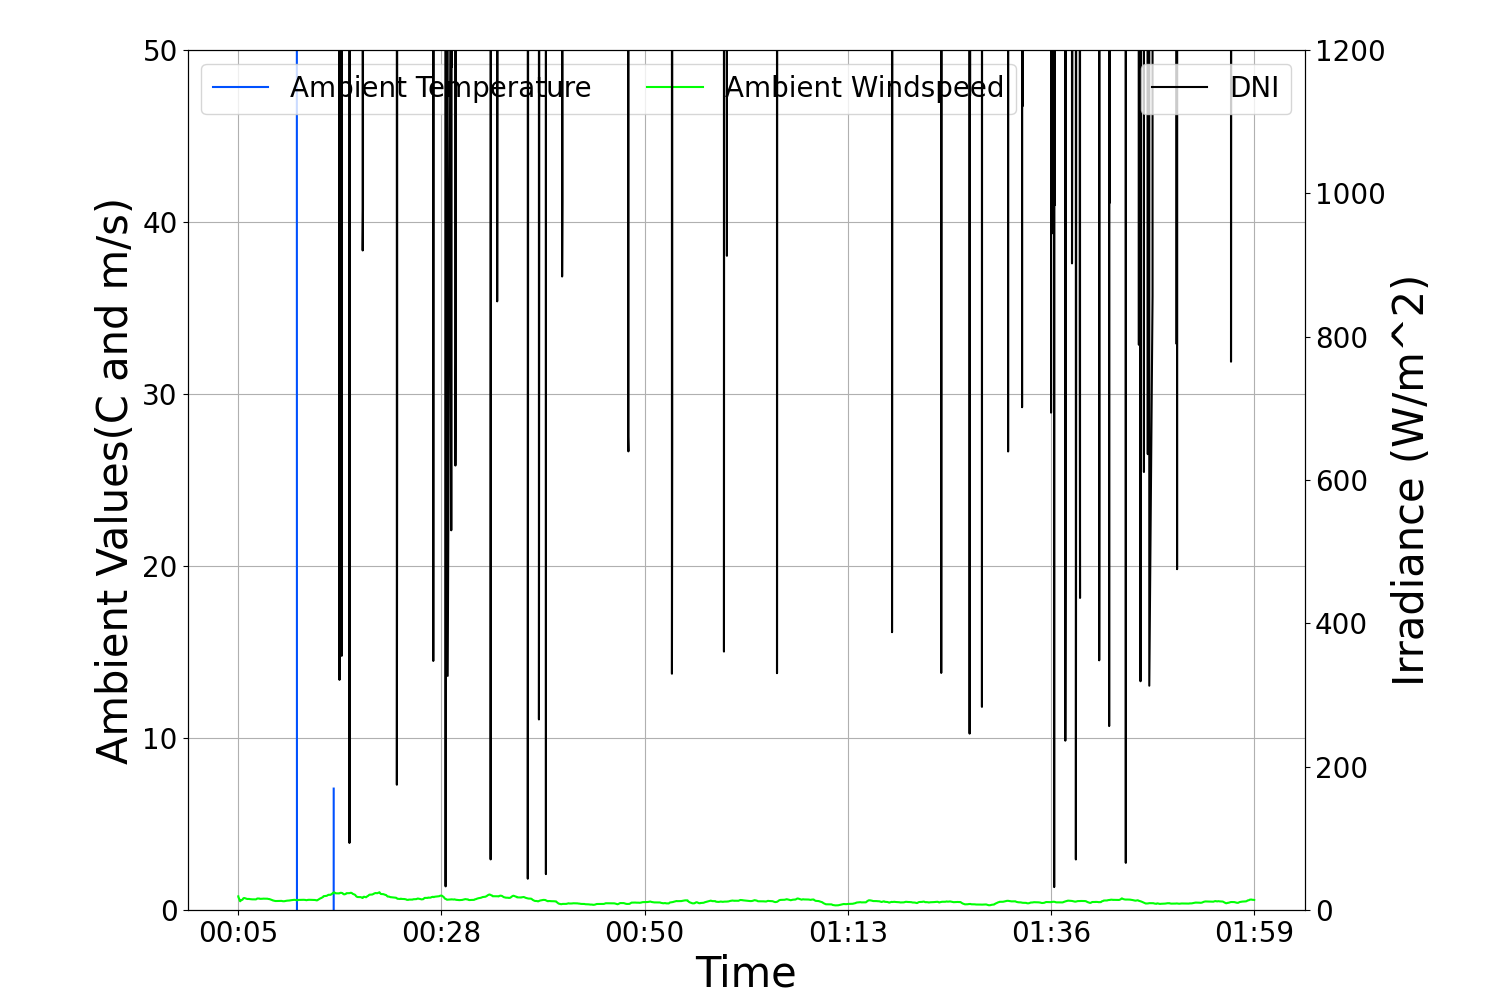 Ambient Temperature
Ambient Windspeed
DNI
Ambient Values(C and m/s)
50
40
30
20
10
0
1200
1000
800
600
400
200
0
Irradiance (W/m^2)
00:05 00:28 00:50 01:13 01:36 01:59
Time